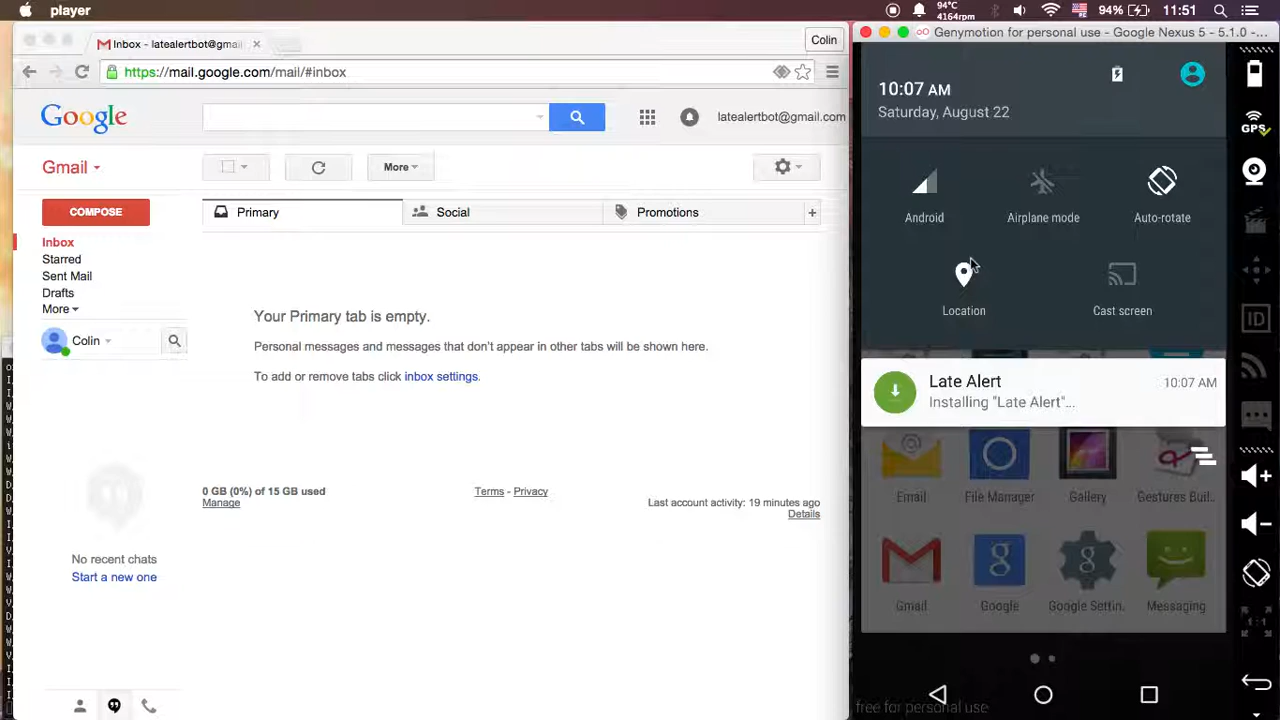 player
94°C
4164rpm
94%
11:51
Inbox - latealertbot@gmail
Colin
https://mail.google.com/mail/#inbox
Google
latealertbot@gmail.com
Gmail
More
COMPOSE
Primary
Social
Promotions
+
Inbox
Starred
Sent Mail
Drafts
More
Colin
Your Primary tab is empty.
Personal messages and messages that don't appear in other tabs will be shown here.
To add or remove tabs click inbox settings.
0 GB (0%) of 15 GB used
Manage
Terms - Privacy
Last account activity: 19 minutes ago
Details
No recent chats
Start a new one
Genymotion for personal use - Google Nexus 5 - 5.1.0 - ...
10:07 AM
Saturday, August 22
Android
Airplane mode
Auto-rotate
Location
Cast screen
Late Alert
10:07 AM
Installing "Late Alert"...
Email
File Manager
Gallery
Gestures Buil..
Gmail
Google
Google Settin.
Messaging
free for personal use
GPS
ID
1:1